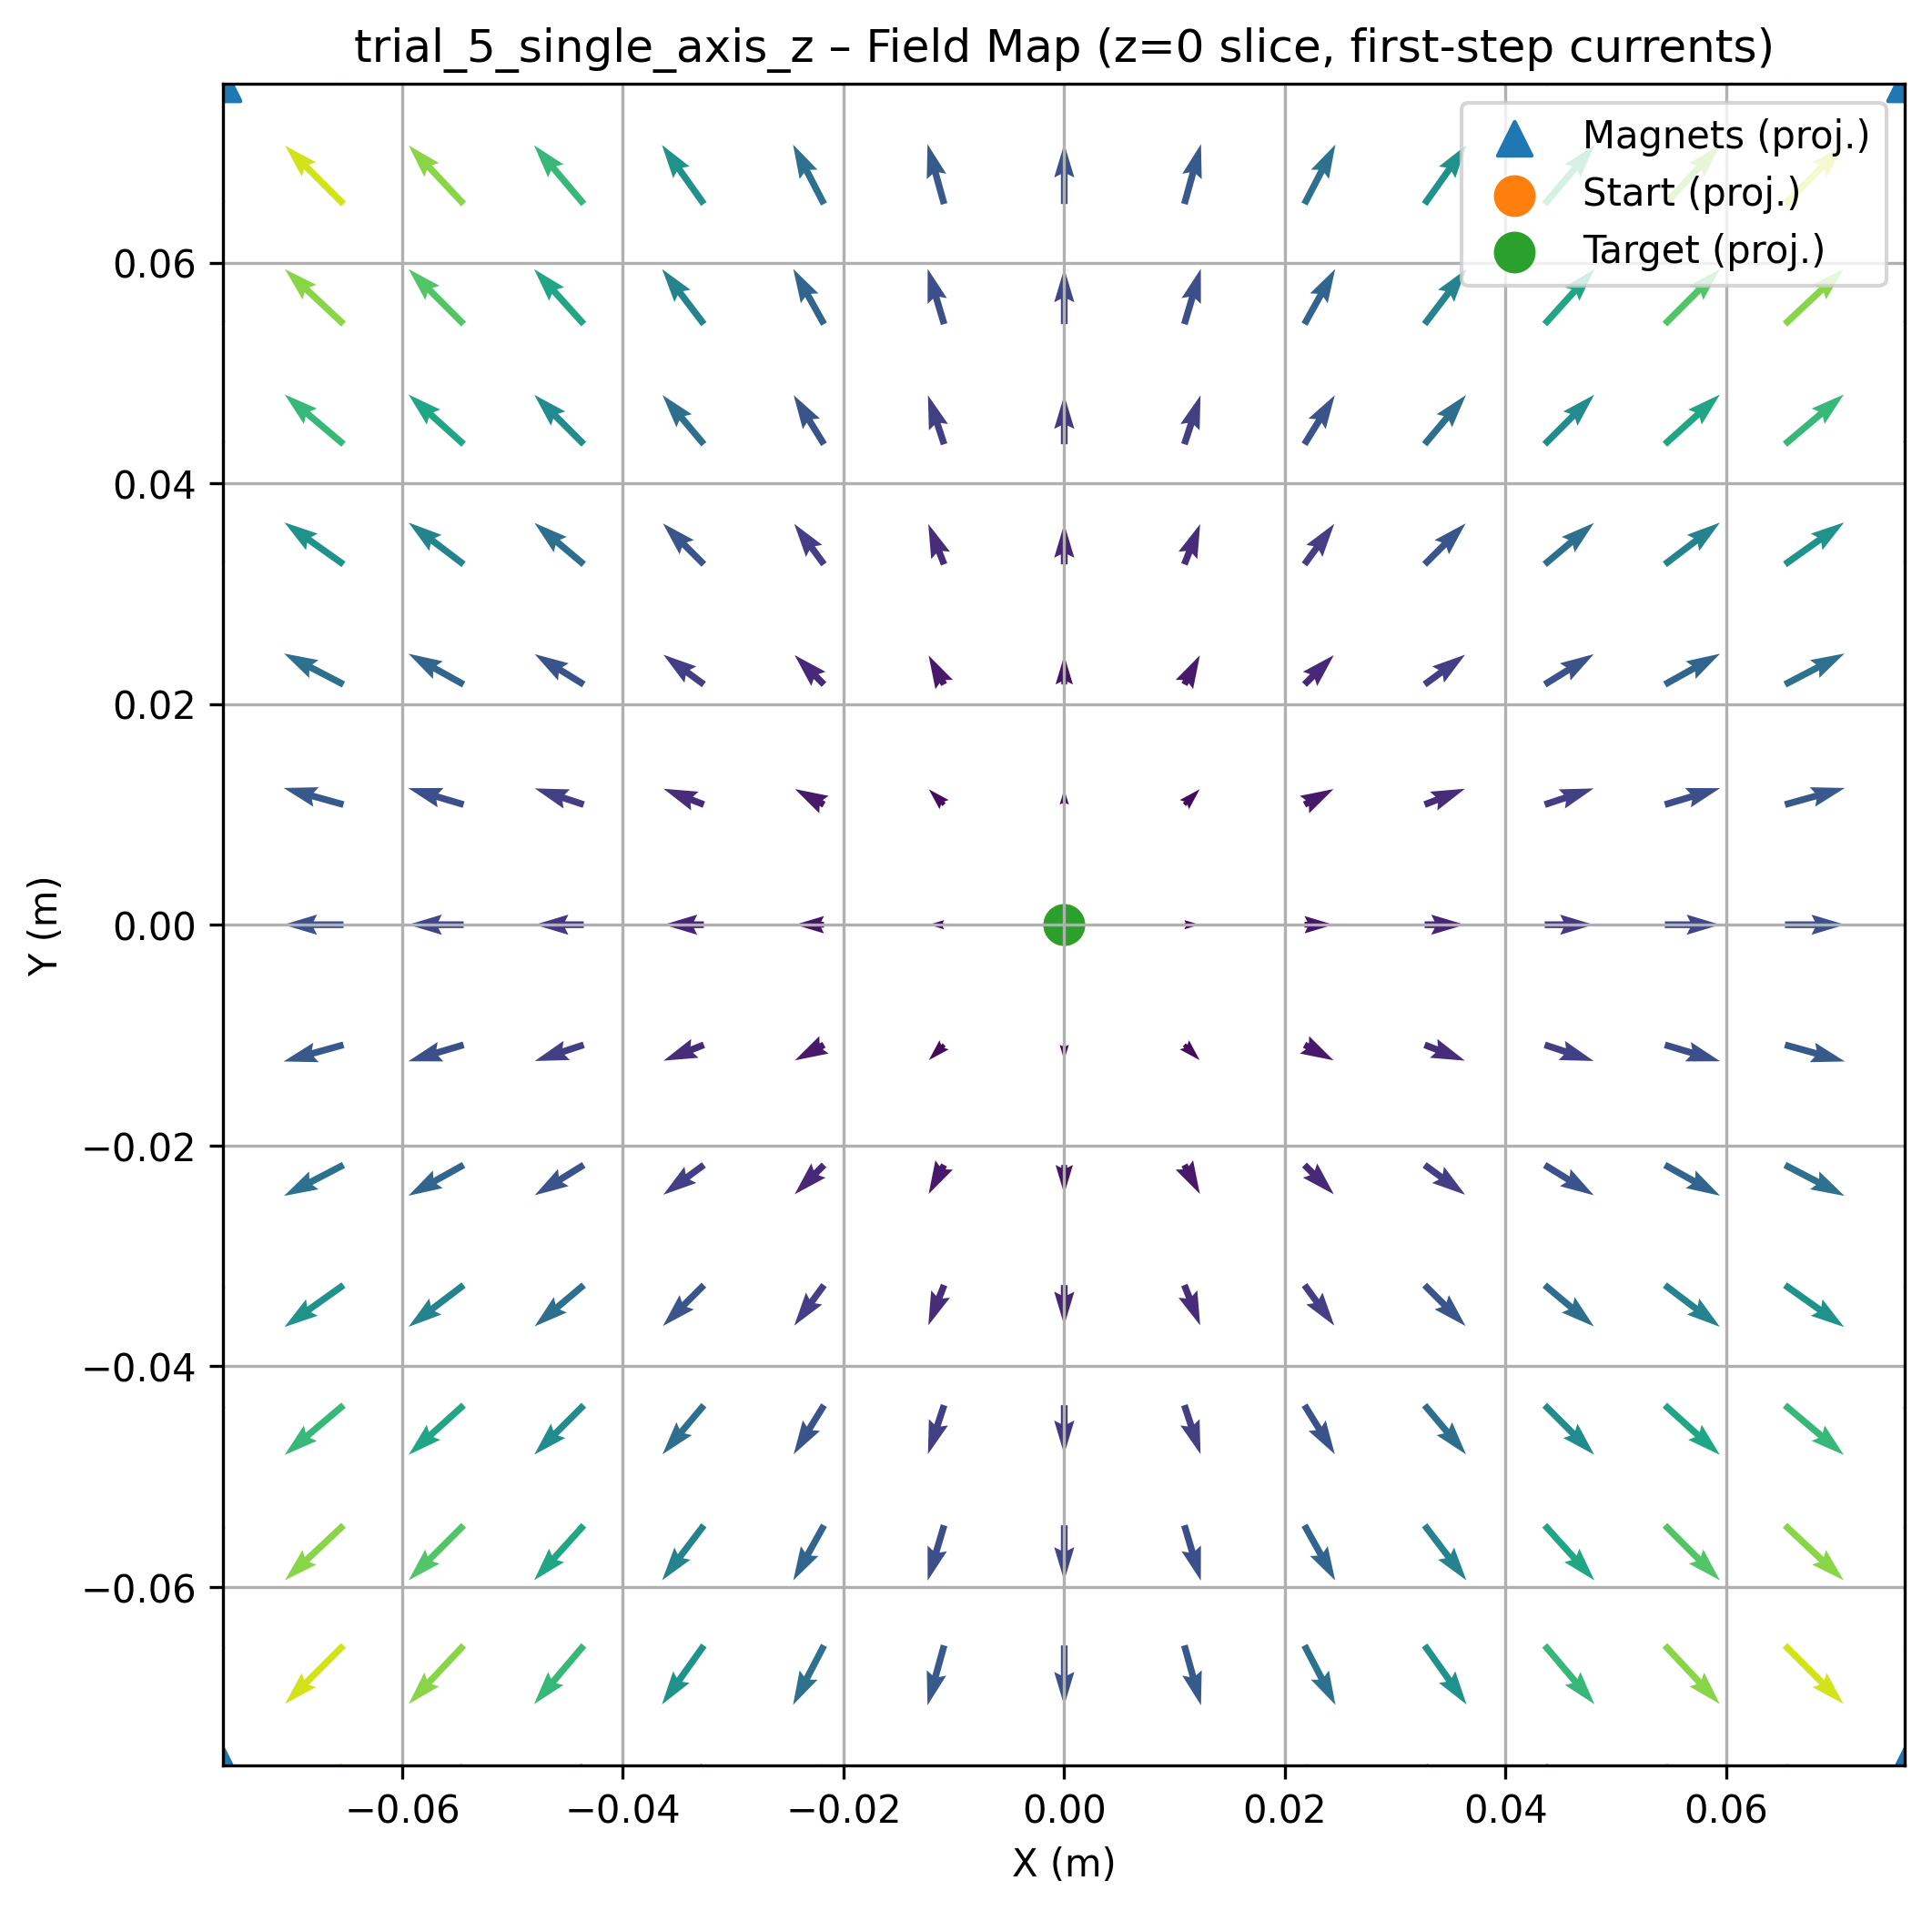 trial_5_single_axis_z – Field Map (z=0 slice, first-step currents)
Magnets (proj.)
Start (proj.)
Target (proj.)
0.06
0.04
0.02
0.00
−0.02
−0.04
−0.06
Y (m)
−0.06 −0.04 −0.02 0.00 0.02 0.04 0.06
X (m)